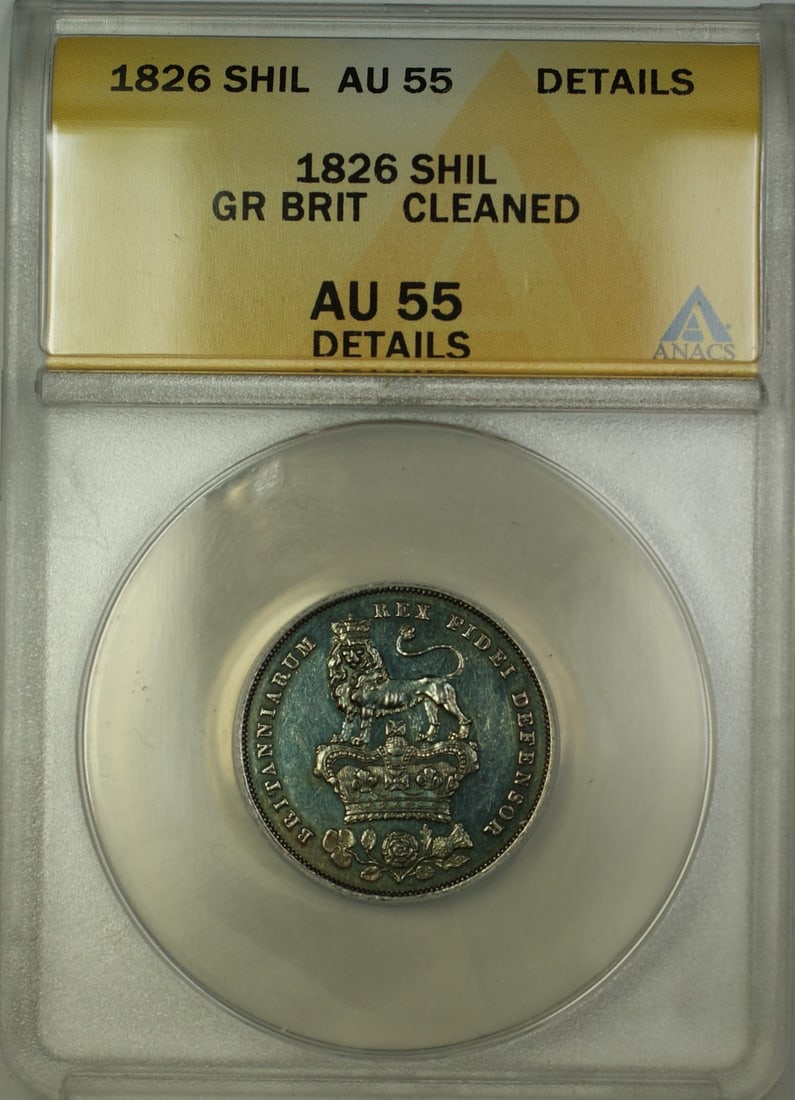 1826 SHIL AU 55 DETAILS
1826 SHIL
GR BRIT CLEANED
AU 55
DETAILS
ANACS
BRITANNIARUM REX FIDEI DEFENSOR